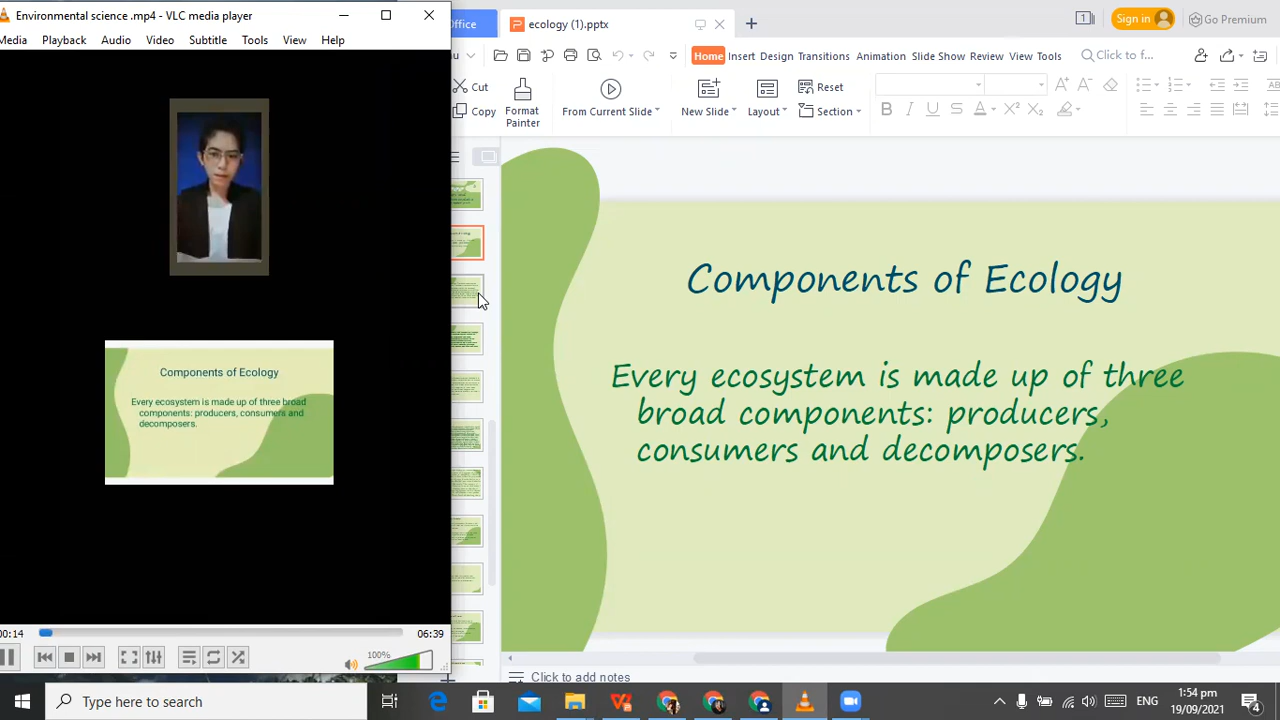 Environmental science .mp4 - VLC media player
Media Playback Audio Video Subtitle Tools View Help
Components of Ecology
Every ecosystem is made up of three broad
components: producers, consumers and
decomposers.
06:39
100%
Office
ecology (1).pptx
1
Sign in
Go Premium
Home Insert Design Transitions Animation Slide Show Review View Tools
Click to f...
Cut
Copy
Format
Painter
From Current Slide
New Slide
Layout
Reset
Section
B I U S A X² X₂
Components of Ecology
Every ecosystem made up of three
broad components: producers,
consumers and decomposers.
Click to add notes
Type here to search
ENG
1:54 pm
19/09/2021
4